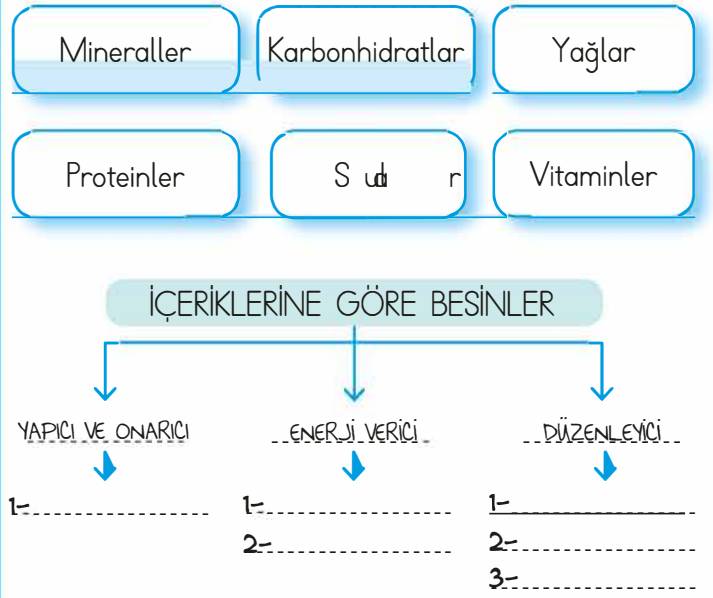 Mineraller
Karbonhidratlar
Yağlar
Proteinler
Vitaminler
İÇERİKLERİNE GÖRE BESİNLER
YAPICI VE ONARICI
ENERJİ VERİCİ
DÜZENLEYİCİ
1-
1-
2-
1-
2-
3-